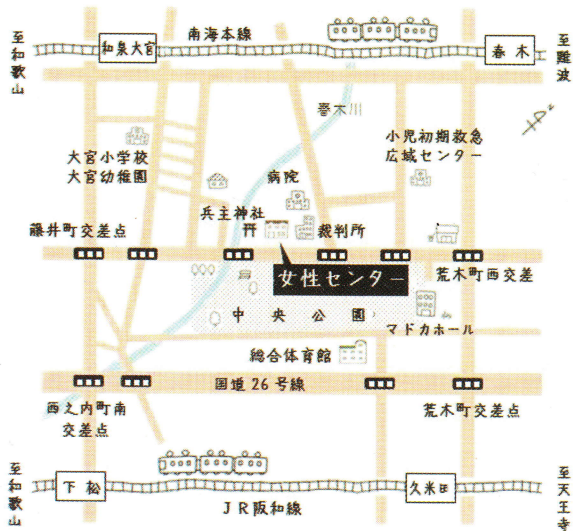 至和歌山
和泉大宮
南海本線
春木
至難波
春木川
大宮小学校
大宮幼稚園
小児初期救急
広域センター
病院
兵主神社
裁判所
藤井町交差点
女性センター
荒木町西交差
中央公園
マドカホール
総合体育館
国道26号線
西之内町南
交差点
荒木町交差点
至和歌山
下松
JR阪和線
久米田
至天王寺